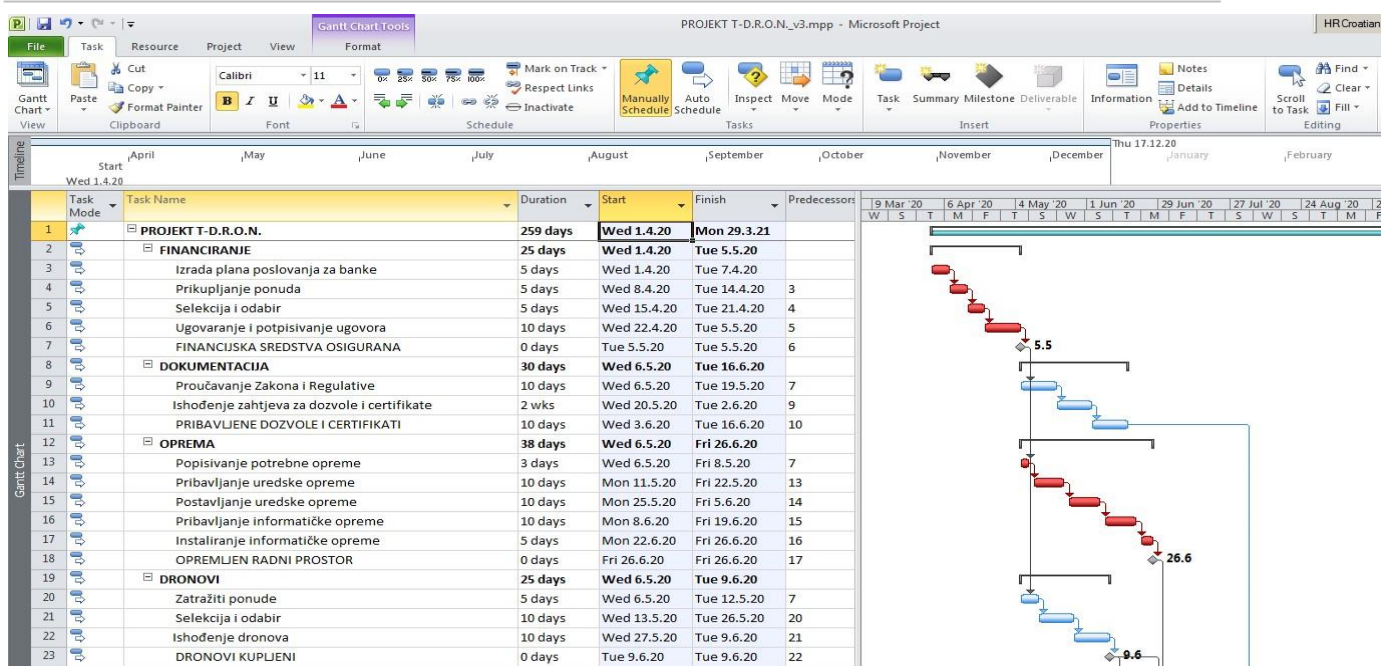 PROJEKT T-D.R.O.N._v3.mpp - Microsoft Project
Gantt Chart Tools
HR Croatian
File Task Resource Project View Format
Gantt Chart
Paste
Cut
Copy
Format Painter
Calibri 11
B I U A
0% 25% 50% 75% 100%
Mark on Track
Respect Links
Inactivate
Manually Schedule
Auto Schedule
Inspect Move Mode
Task Summary Milestone Deliverable
Information
Notes
Details
Add to Timeline
Scroll to Task
Find
Clear
Fill
View Clipboard Font Schedule Tasks Insert Properties Editing
Timeline
Thu 17.12.20
April May June July August September October November December January February
Start
Wed 1.4.20
Task Mode Task Name Duration Start Finish Predecessors
9 Mar '20 6 Apr '20 4 May '20 1 Jun '20 29 Jun '20 27 Jul '20 24 Aug '20 2
W S T M F T S W S T M F T S W S T M F
Gantt Chart
1 PROJEKT T-D.R.O.N. 259 days Wed 1.4.20 Mon 29.3.21
2 FINANCIRANJE 25 days Wed 1.4.20 Tue 5.5.20
3 Izrada plana poslovanja za banke 5 days Wed 1.4.20 Tue 7.4.20
4 Prikupljanje ponuda 5 days Wed 8.4.20 Tue 14.4.20 3
5 Selekcija i odabir 5 days Wed 15.4.20 Tue 21.4.20 4
6 Ugovaranje i potpisivanje ugovora 10 days Wed 22.4.20 Tue 5.5.20 5
7 FINANCIJSKA SREDSTVA OSIGURANA 0 days Tue 5.5.20 Tue 5.5.20 6 5.5
8 DOKUMENTACIJA 30 days Wed 6.5.20 Tue 16.6.20
9 Proučavanje Zakona i Regulative 10 days Wed 6.5.20 Tue 19.5.20 7
10 Ishođenje zahtjeva za dozvole i certifikate 2 wks Wed 20.5.20 Tue 2.6.20 9
11 PRIBAVLJENE DOZVOLE I CERTIFIKATI 10 days Wed 3.6.20 Tue 16.6.20 10
12 OPREMA 38 days Wed 6.5.20 Fri 26.6.20
13 Popisivanje potrebne opreme 3 days Wed 6.5.20 Fri 8.5.20 7
14 Pribavljanje uredske opreme 10 days Mon 11.5.20 Fri 22.5.20 13
15 Postavljanje uredske opreme 10 days Mon 25.5.20 Fri 5.6.20 14
16 Pribavljanje informatičke opreme 10 days Mon 8.6.20 Fri 19.6.20 15
17 Instaliranje informatičke opreme 5 days Mon 22.6.20 Fri 26.6.20 16
18 OPREMLJEN RADNI PROSTOR 0 days Fri 26.6.20 Fri 26.6.20 17 26.6
19 DRONOVI 25 days Wed 6.5.20 Tue 9.6.20
20 Zatražiti ponude 5 days Wed 6.5.20 Tue 12.5.20 7
21 Selekcija i odabir 10 days Wed 13.5.20 Tue 26.5.20 20
22 Ishođenje dronova 10 days Wed 27.5.20 Tue 9.6.20 21
23 DRONOVI KUPLJENI 0 days Tue 9.6.20 Tue 9.6.20 22 9.6